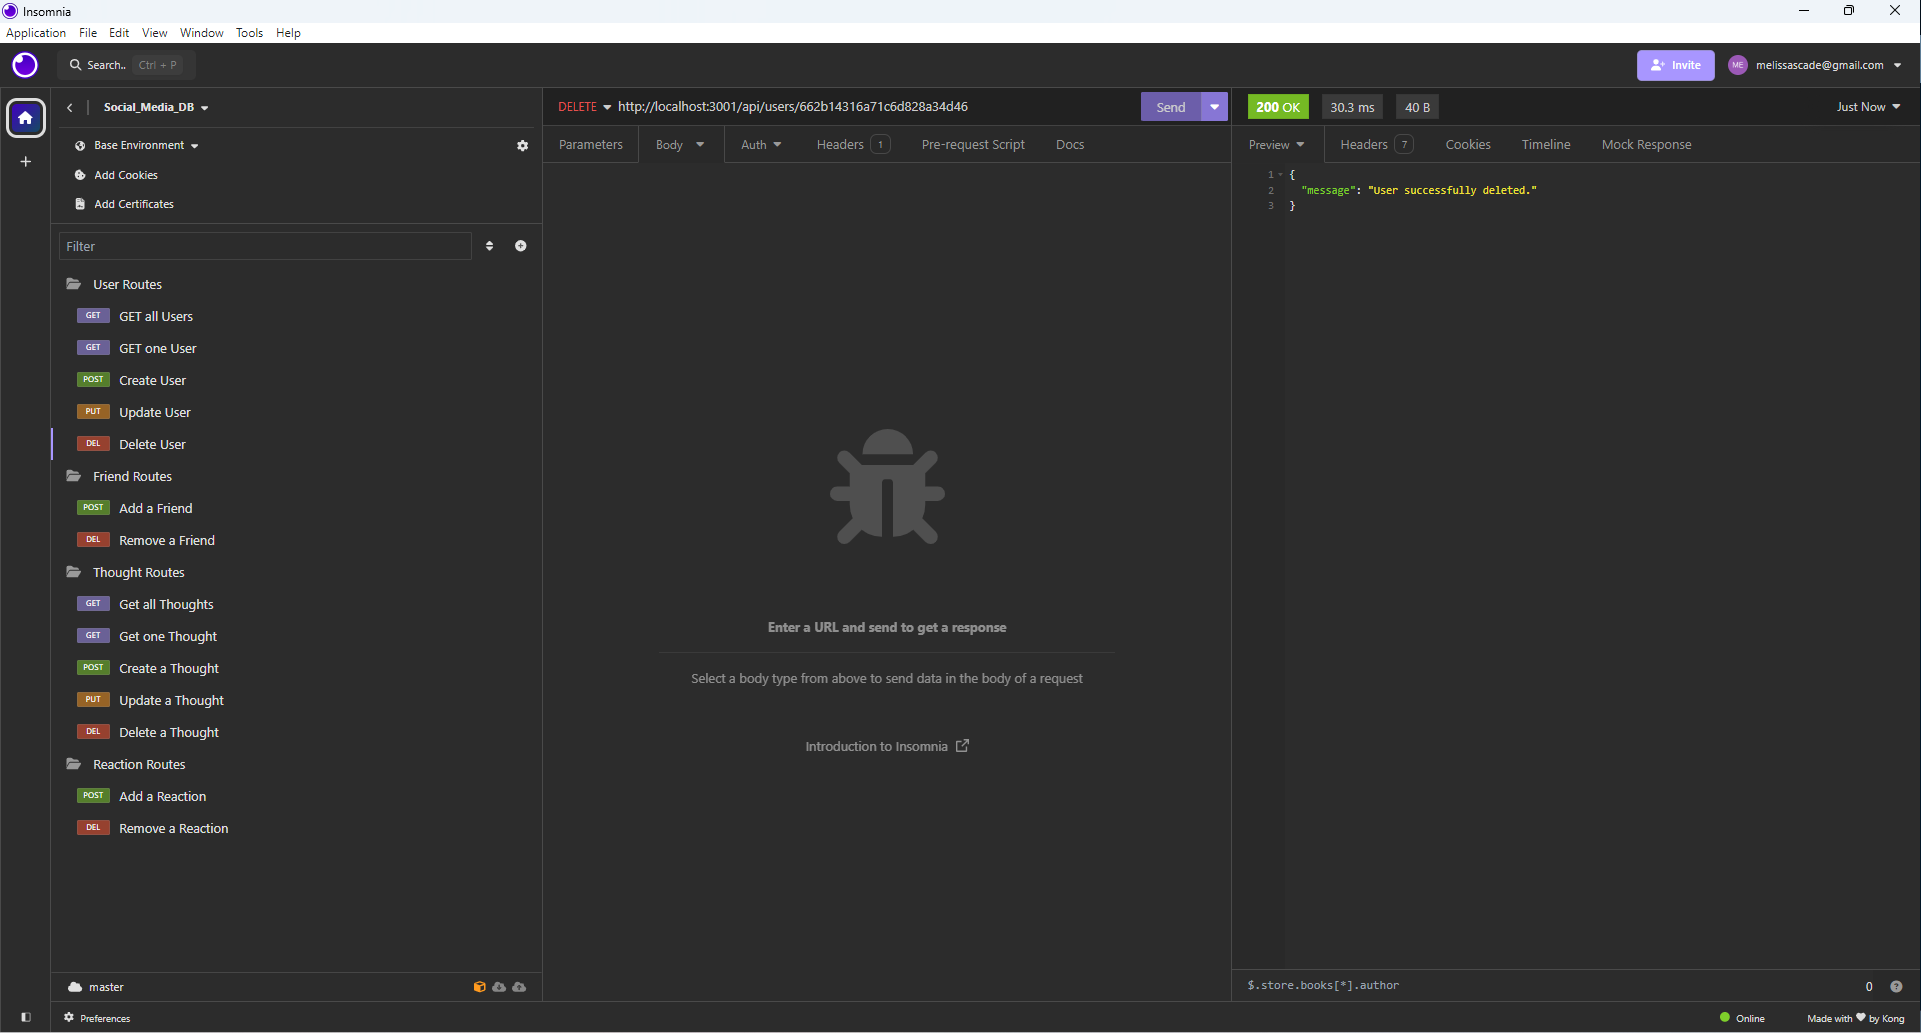 Insomnia
Application File Edit View Window Tools Help
Search.. Ctrl + P
Invite
ME melissascade@gmail.com
Social_Media_DB
Base Environment
Add Cookies
Add Certificates
Filter
User Routes
GET GET all Users
GET GET one User
POST Create User
PUT Update User
DEL Delete User
Friend Routes
POST Add a Friend
DEL Remove a Friend
Thought Routes
GET Get all Thoughts
GET Get one Thought
POST Create a Thought
PUT Update a Thought
DEL Delete a Thought
Reaction Routes
POST Add a Reaction
DEL Remove a Reaction
master
Preferences
DELETE http://localhost:3001/api/users/662b14316a71c6d828a34d46 Send
Parameters Body Auth Headers 1 Pre-request Script Docs
Enter a URL and send to get a response
Select a body type from above to send data in the body of a request
Introduction to Insomnia
200 OK 30.3 ms 40 B Just Now
Preview Headers 7 Cookies Timeline Mock Response
1 {
2 "message": "User successfully deleted."
3 }
$.store.books[*].author 0
Online Made with ❤ by Kong